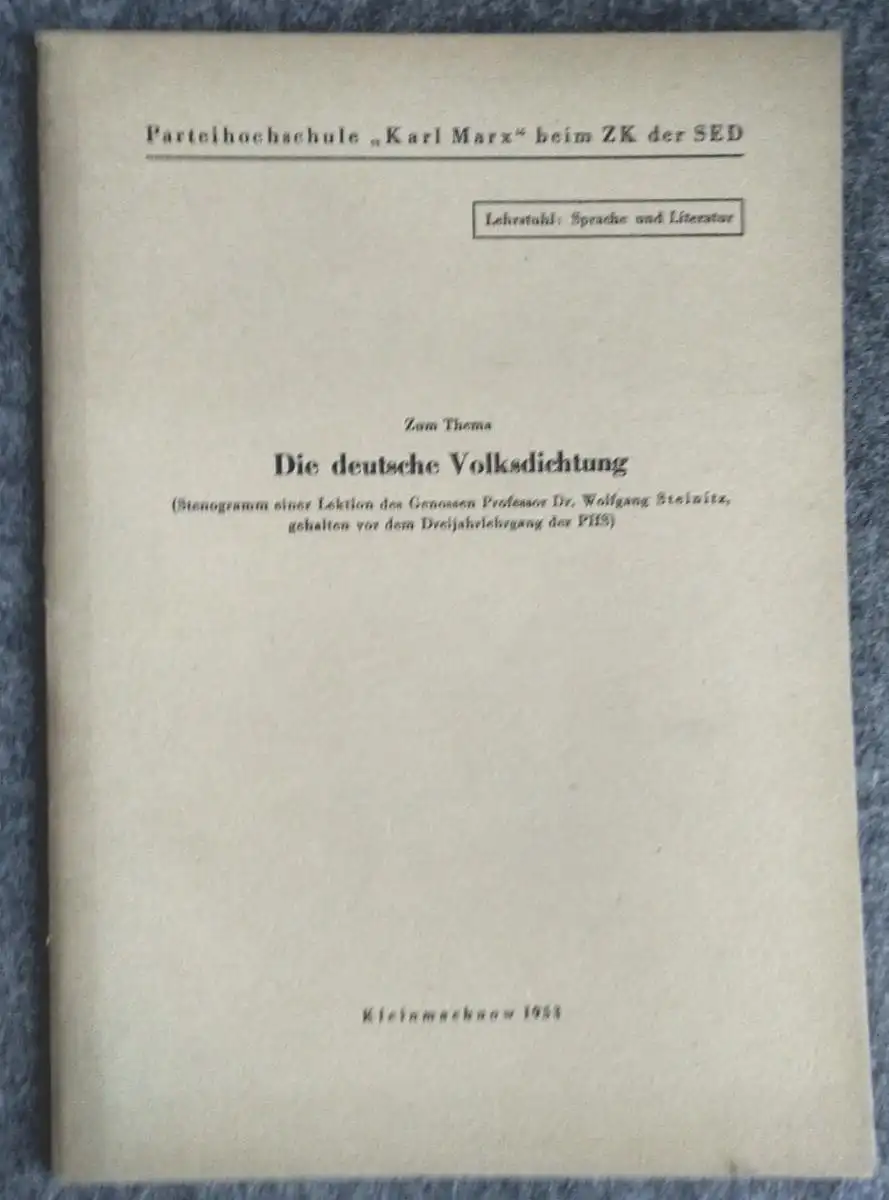 Parteihochschule „Karl Marx“ beim ZK der SED
Lehrstuhl: Sprache und Literatur
Zum Thema
Die deutsche Volksdichtung
(Stenogramm einer Lektion des Genossen Professor Dr. Wolfgang Steinitz,
gehalten vor dem Dreijahrlehrgang der PHS)
Kleinmachnow